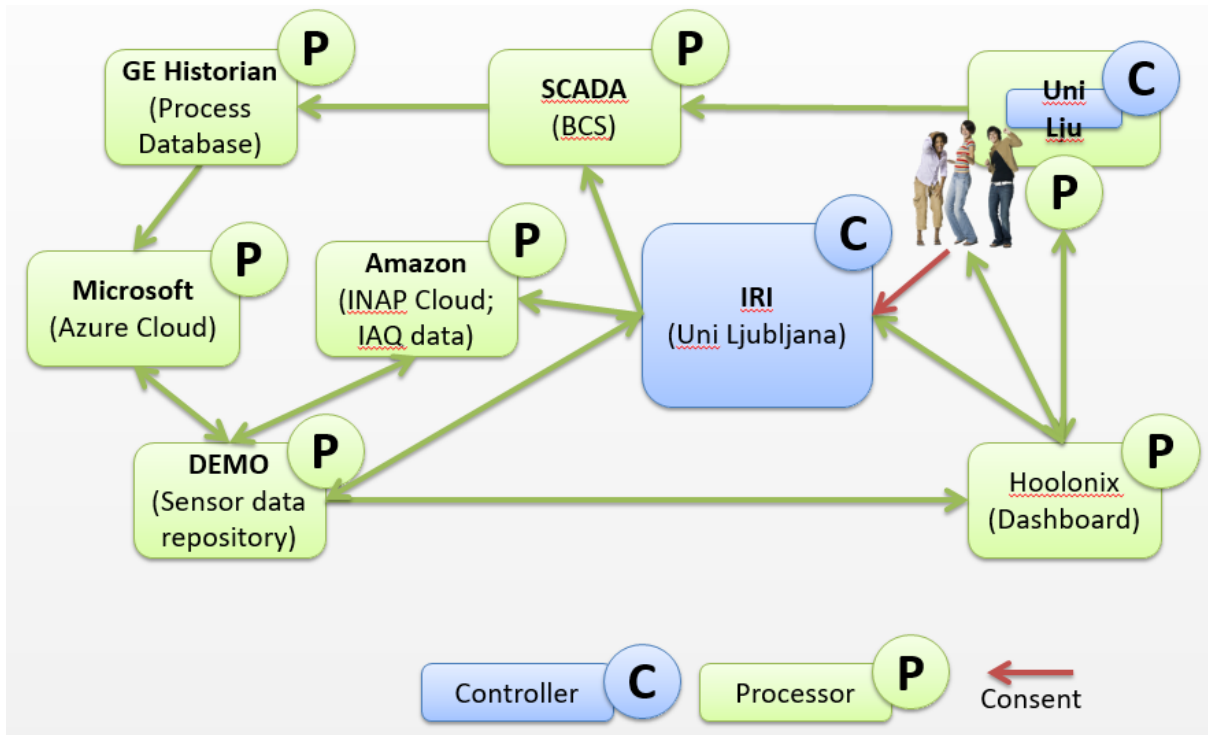 P
GE Historian
(Process
Database)
P
SCADA
(BCS)
C
Uni
Lju
P
P
Microsoft
(Azure Cloud)
P
Amazon
(INAP Cloud;
IAQ data)
C
IRI
(Uni Ljubljana)
P
DEMO
(Sensor data
repository)
P
Hoolonix
(Dashboard)
Controller
C
Processor
P
Consent